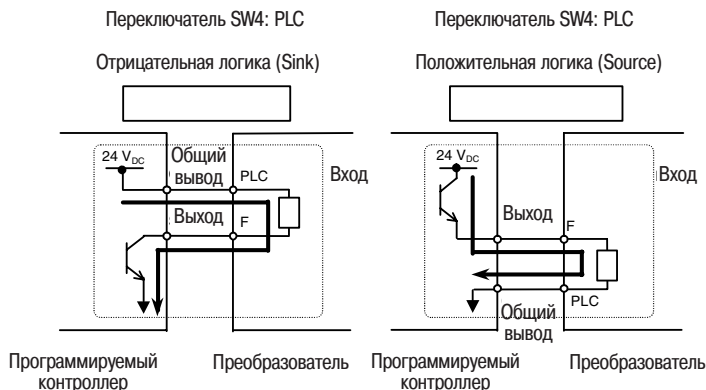 Переключатель SW4: PLC
Отрицательная логика (Sink)
24 VDC
Общий
вывод
PLC
Вход
Выход
F
Программируемый
контроллер
Преобразователь
Переключатель SW4: PLC
Положительная логика (Source)
24 VDC
Вход
Выход
F
PLC
Общий
вывод
Программируемый
контроллер
Преобразователь